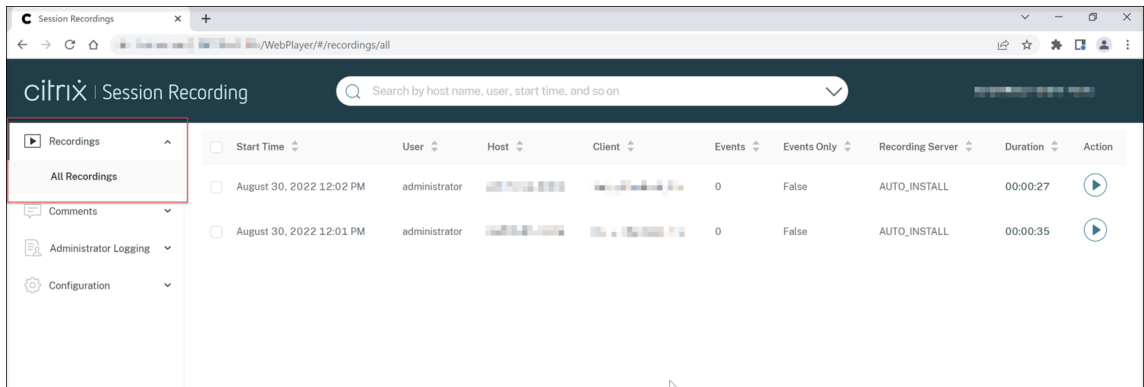 Session Recordings
/WebPlayer/#/recordings/all
citrix | Session Recording
Search by host name, user, start time, and so on
Recordings
All Recordings
Comments
Administrator Logging
Configuration
Start Time User Host Client Events Events Only Recording Server Duration Action
August 30, 2022 12:02 PM administrator 0 False AUTO_INSTALL 00:00:27
August 30, 2022 12:01 PM administrator 0 False AUTO_INSTALL 00:00:35